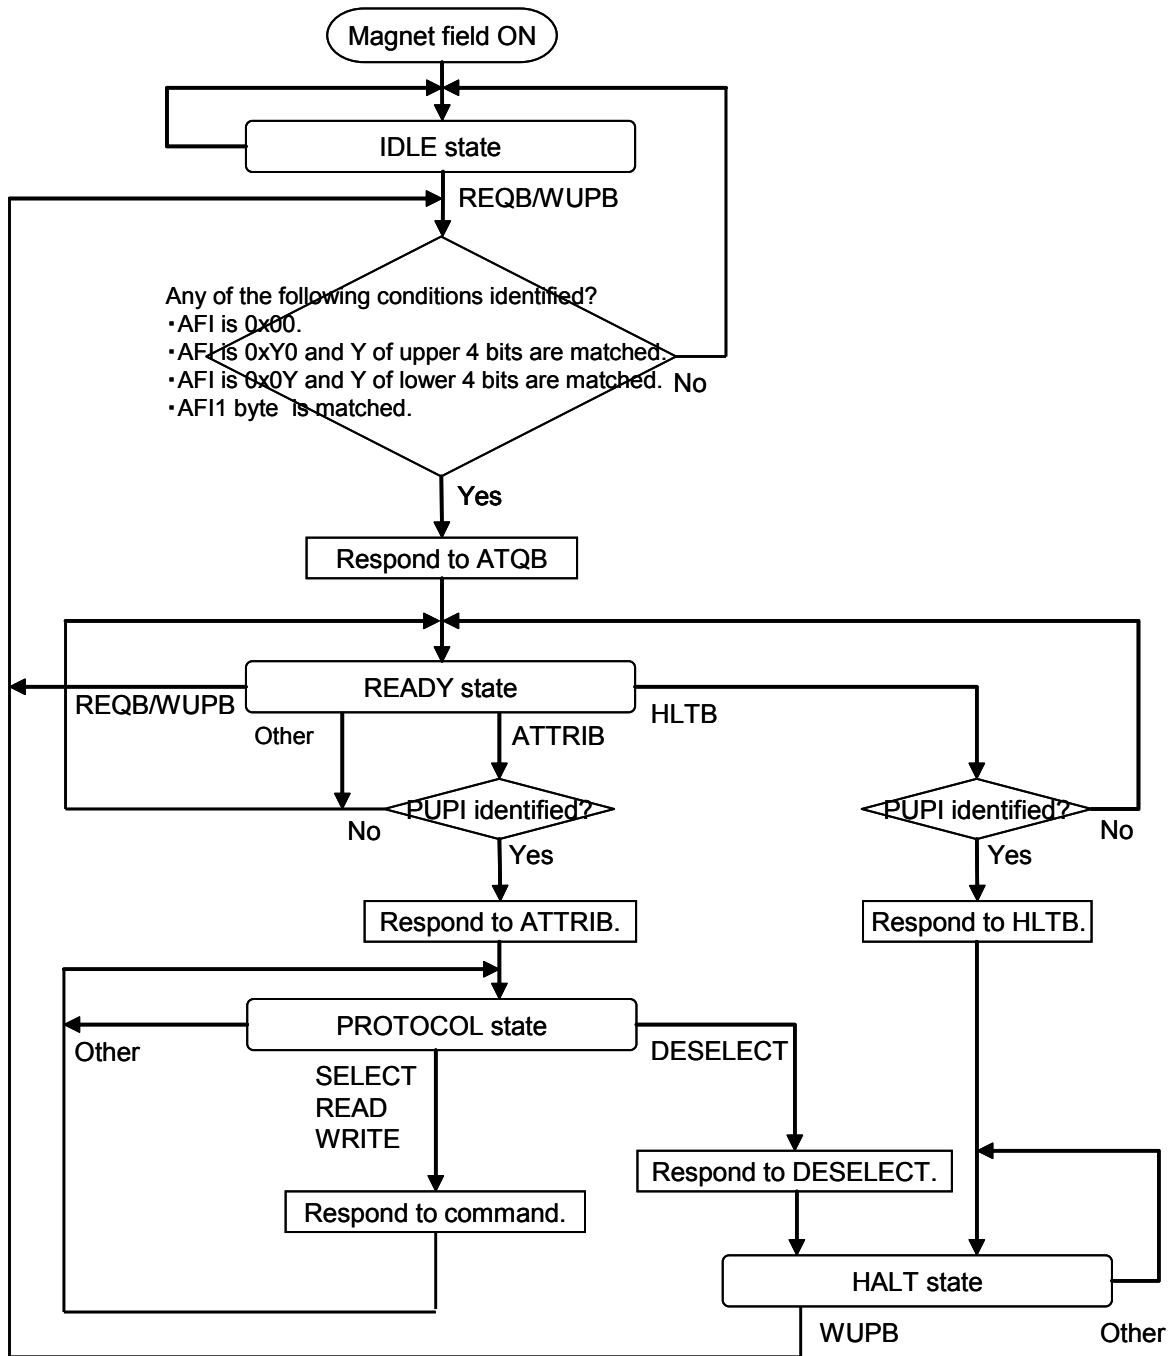 Magnet field ON
IDLE state
REQB/WUPB
Any of the following conditions identified?
・AFI is 0x00.
・AFI is 0xY0 and Y of upper 4 bits are matched.
・AFI is 0x0Y and Y of lower 4 bits are matched.
No
・AFI1 byte is matched.
Yes
Respond to ATQB
READY state
REQB/WUPB
HLTB
Other
ATTRIB
PUPI identified?
PUPI identified?
No
No
Yes
Yes
Respond to ATTRIB.
Respond to HLTB.
PROTOCOL state
Other
DESELECT
SELECT
READ
WRITE
Respond to DESELECT.
Respond to command.
HALT state
WUPB
Other